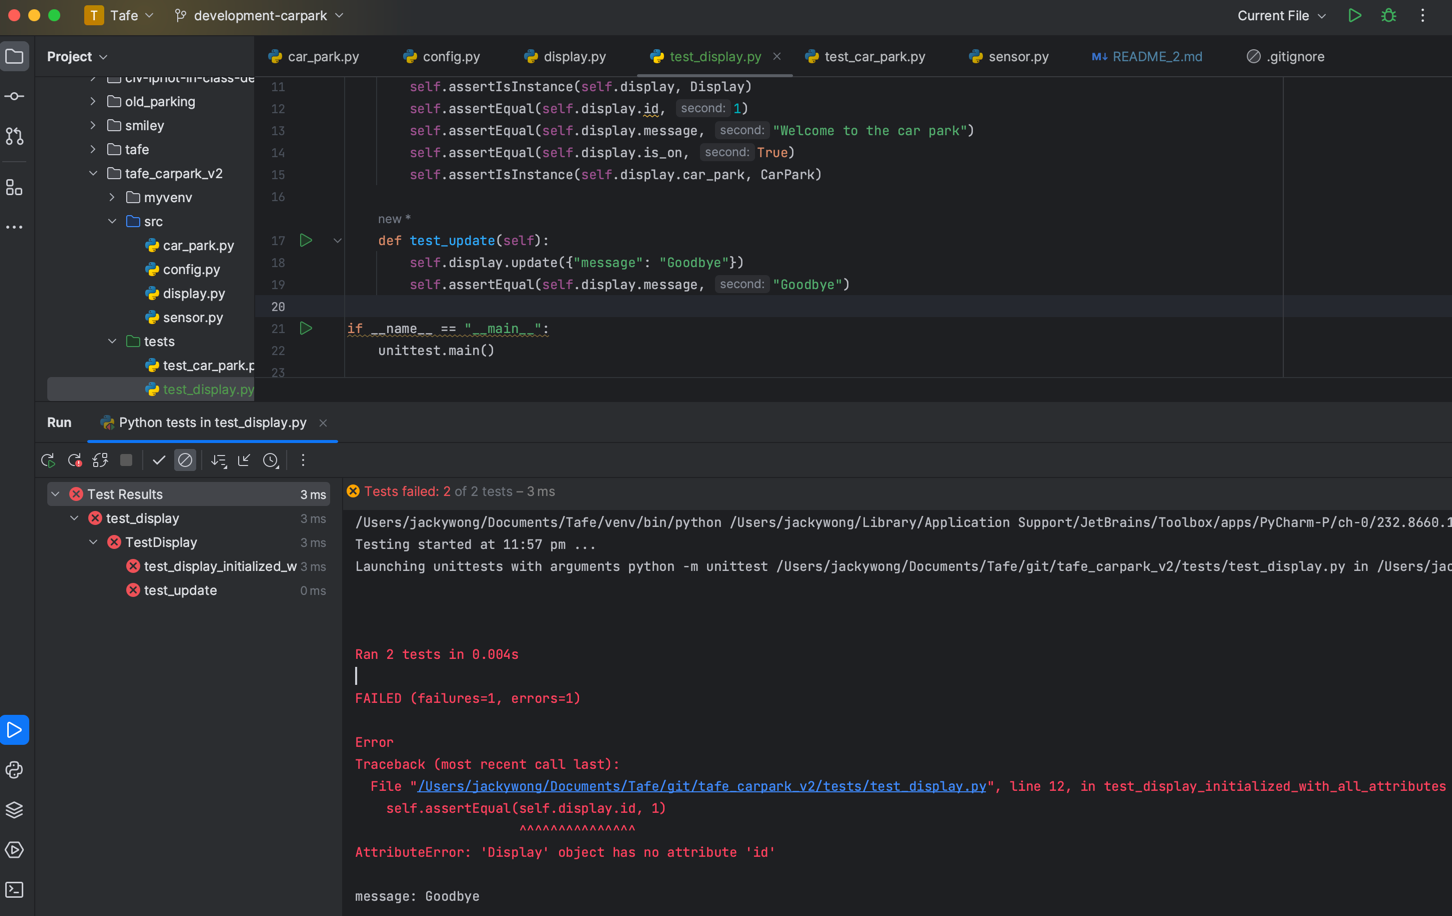 T Tafe development-carpark Current File
Project
car_park.py config.py display.py test_display.py test_car_park.py sensor.py M↓ README_2.md .gitignore
old_parking
smiley
tafe
tafe_carpark_v2
myvenv
src
car_park.py
config.py
display.py
sensor.py
tests
test_car_park.p
test_display.py
11 self.assertIsInstance(self.display, Display)
12 self.assertEqual(self.display.id, second: 1)
13 self.assertEqual(self.display.message, second: "Welcome to the car park")
14 self.assertEqual(self.display.is_on, second: True)
15 self.assertIsInstance(self.display.car_park, CarPark)
16
new *
17 def test_update(self):
18 self.display.update({"message": "Goodbye"})
19 self.assertEqual(self.display.message, second: "Goodbye")
20
21 if __name__ == "__main__":
22 unittest.main()
23
Run Python tests in test_display.py
Test Results 3 ms
test_display 3 ms
TestDisplay 3 ms
test_display_initialized_w 3 ms
test_update 0 ms
Tests failed: 2 of 2 tests – 3 ms
/Users/jackywong/Documents/Tafe/venv/bin/python /Users/jackywong/Library/Application Support/JetBrains/Toolbox/apps/PyCharm-P/ch-0/232.8660.1
Testing started at 11:57 pm ...
Launching unittests with arguments python -m unittest /Users/jackywong/Documents/Tafe/git/tafe_carpark_v2/tests/test_display.py in /Users/jac
Ran 2 tests in 0.004s
FAILED (failures=1, errors=1)
Error
Traceback (most recent call last):
File "/Users/jackywong/Documents/Tafe/git/tafe_carpark_v2/tests/test_display.py", line 12, in test_display_initialized_with_all_attributes
self.assertEqual(self.display.id, 1)
^^^^^^^^^^^^^^^
AttributeError: 'Display' object has no attribute 'id'
message: Goodbye